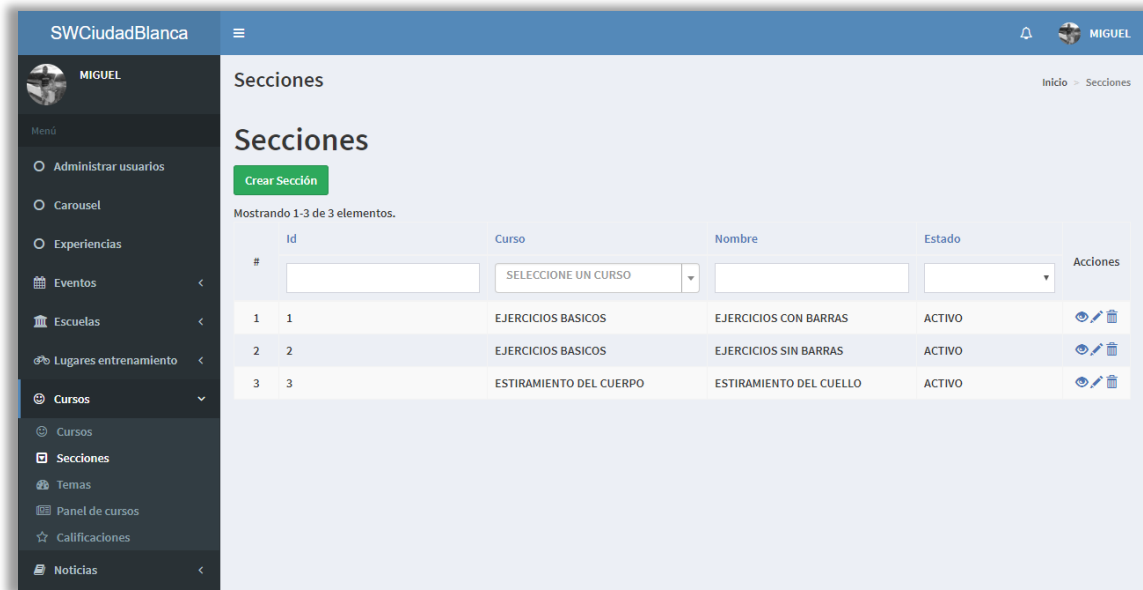 SWCiudadBlanca
MIGUEL
MIGUEL
Menú
Administrar usuarios
Carousel
Experiencias
Eventos
Escuelas
Lugares entrenamiento
Cursos
Cursos
Secciones
Temas
Panel de cursos
Calificaciones
Noticias
Secciones
Inicio > Secciones
Secciones
Crear Sección
Mostrando 1-3 de 3 elementos.
# Id Curso Nombre Estado Acciones
SELECCIONE UN CURSO
1 1 EJERCICIOS BASICOS EJERCICIOS CON BARRAS ACTIVO
2 2 EJERCICIOS BASICOS EJERCICIOS SIN BARRAS ACTIVO
3 3 ESTIRAMIENTO DEL CUERPO ESTIRAMIENTO DEL CUELLO ACTIVO